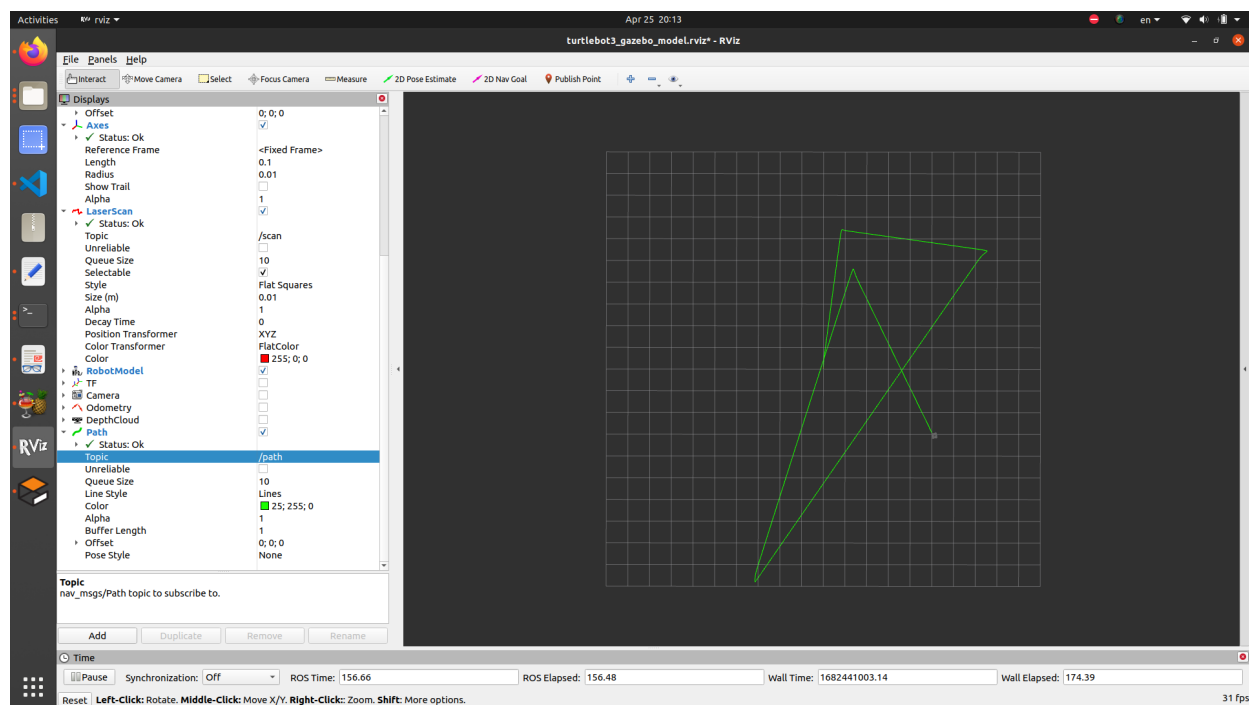 Activities RViz rviz Apr 25 20:13 en
turtlebot3_gazebo_model.rviz* - RViz
File Panels Help
Interact Move Camera Select Focus Camera Measure 2D Pose Estimate 2D Nav Goal Publish Point
Displays
Offset 0; 0; 0
Axes
Status: Ok
Reference Frame <Fixed Frame>
Length 0.1
Radius 0.01
Show Trail
Alpha 1
LaserScan
Status: Ok
Topic /scan
Unreliable
Queue Size 10
Selectable
Style Flat Squares
Size (m) 0.01
Alpha 1
Decay Time 0
Position Transformer XYZ
Color Transformer FlatColor
Color 255; 0; 0
RobotModel
TF
Camera
Odometry
DepthCloud
Path
Status: Ok
Topic /path
Unreliable
Queue Size 10
Line Style Lines
Color 25; 255; 0
Alpha 1
Buffer Length 1
Offset 0; 0; 0
Pose Style None
RViz
Topic
nav_msgs/Path topic to subscribe to.
Add Duplicate Remove Rename
Time
Pause Synchronization: Off ROS Time: 156.66 ROS Elapsed: 156.48 Wall Time: 1682441003.14 Wall Elapsed: 174.39
Reset Left-Click: Rotate. Middle-Click: Move X/Y. Right-Click:: Zoom. Shift: More options. 31 fps